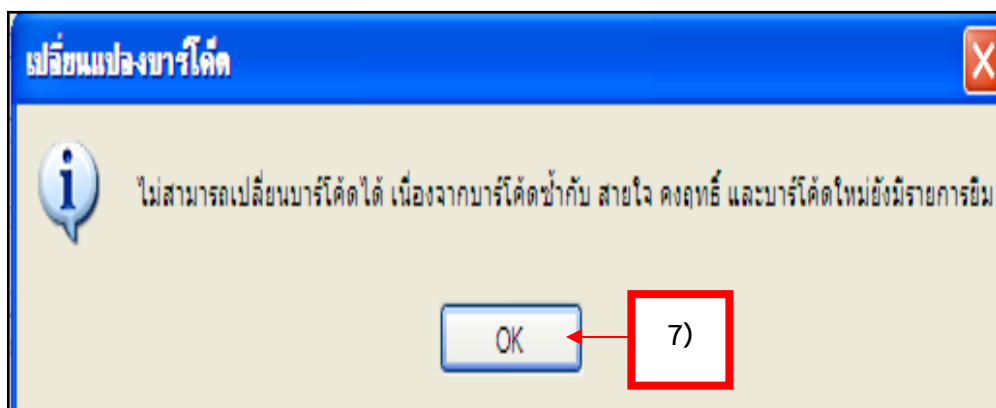 เปลี่ยนแปลงบาร์โค๊ด
ไม่สามารถเปลี่ยนบาร์โค้ดได้ เนื่องจากบาร์โค้ดซ้ำกับ สายใจ คงฤทธิ์ และบาร์โค้ดใหม่ยังมีรายการยืม
OK
7)